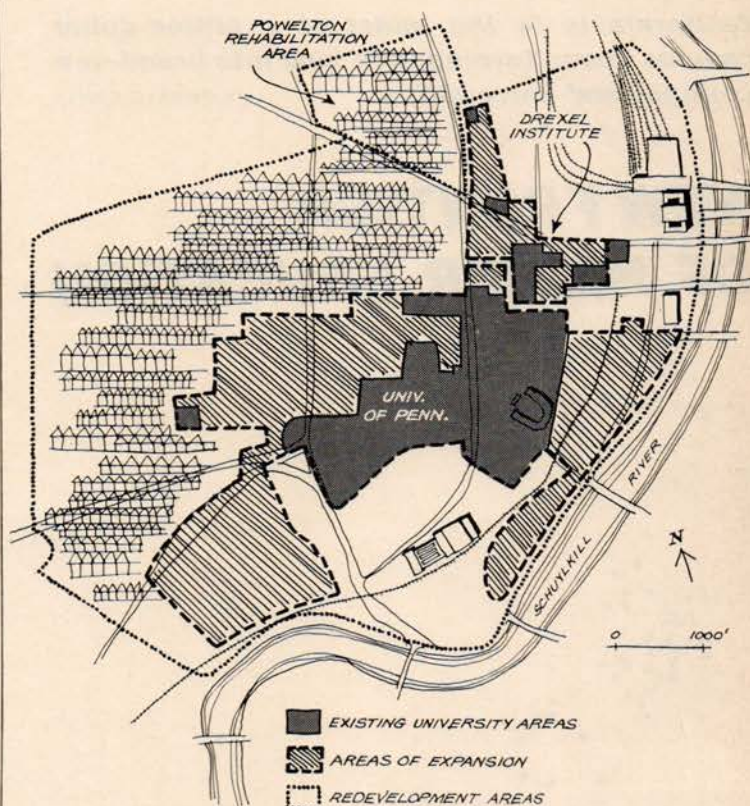 POWELTON
REHABILITATION
AREA
DREXEL
INSTITUTE
UNIV.
OF PENN.
RIVER
SCHUYLKILL
N
0 1000'
EXISTING UNIVERSITY AREAS
AREAS OF EXPANSION
REDEVELOPMENT AREAS